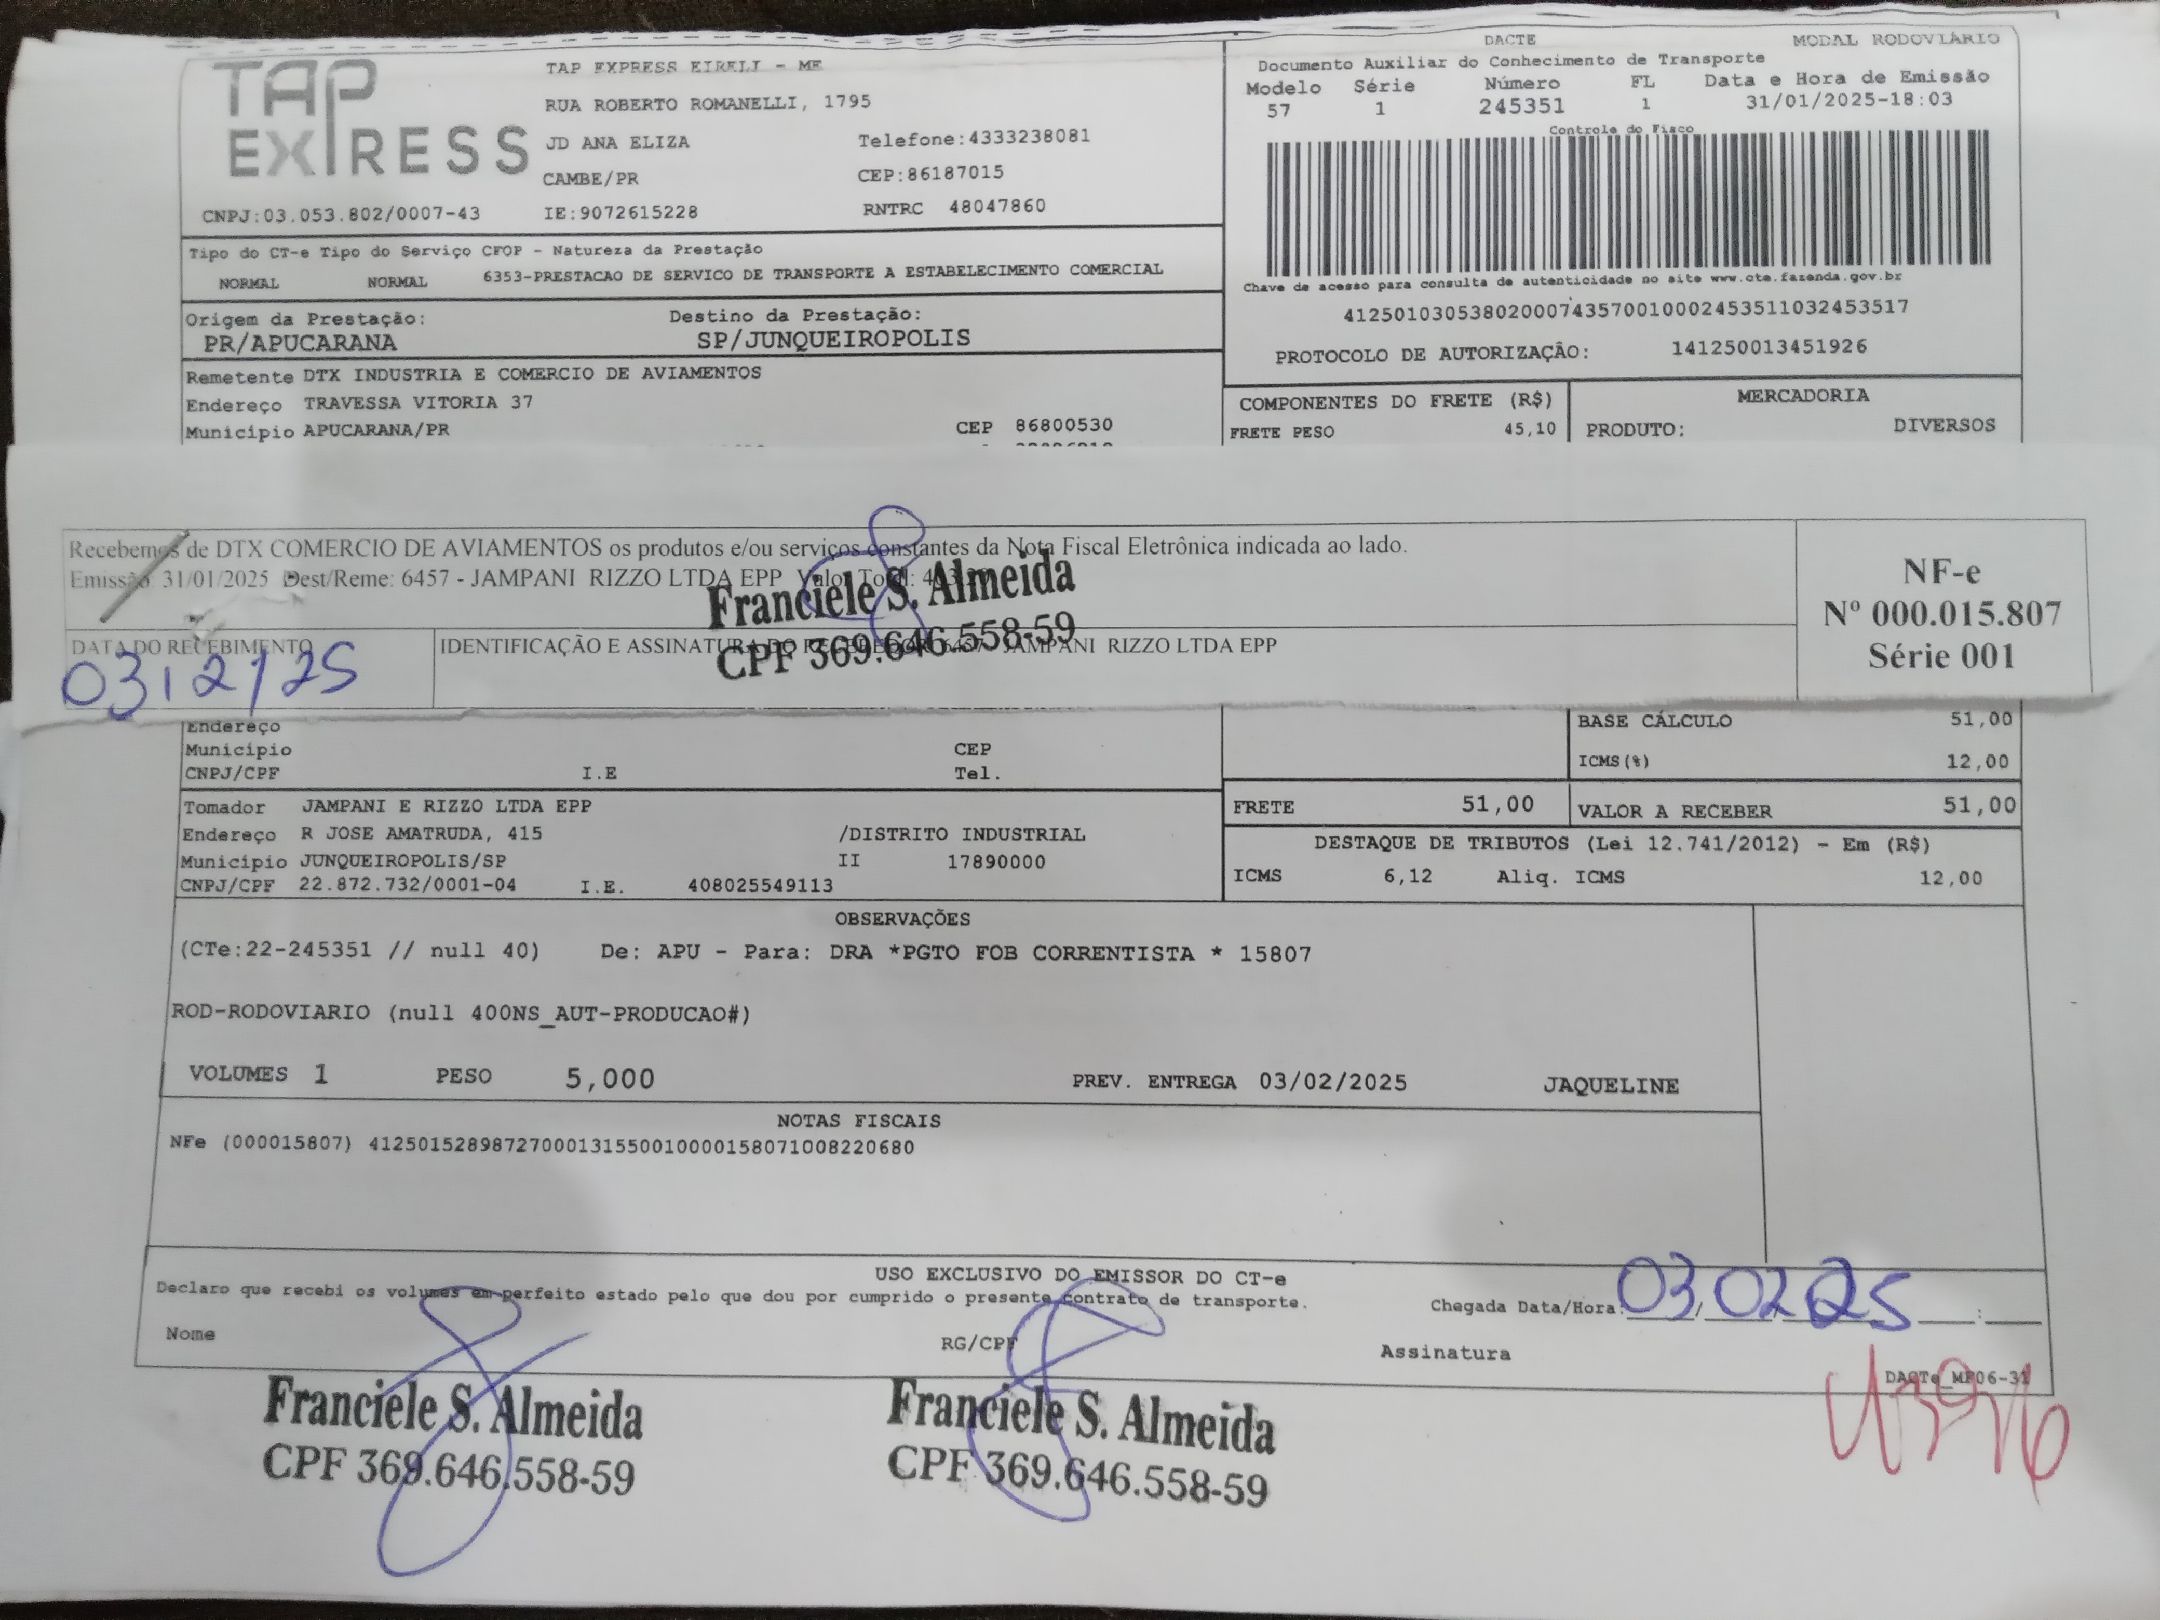 TAP EXPRESS
TAP EXPRESS EIRELI - ME
RUA ROBERTO ROMANELLI, 1795
JD ANA ELIZA Telefone:4333238081
CAMBE/PR CEP:86187015
CNPJ:03.053.802/0007-43 IE:9072615228 RNTRC 48047860
DACTE MODAL RODOVIÁRIO
Documento Auxiliar do Conhecimento de Transporte
Modelo Série Número FL Data e Hora de Emissão
57 1 245351 1 31/01/2025-18:03
Controle do Fisco
Chave de acesso para consulta de autenticidade no site www.cte.fazenda.gov.br
41250103053802000743570010002453511032453517
PROTOCOLO DE AUTORIZAÇÃO: 141250013451926
Tipo do CT-e Tipo do Serviço CFOP - Natureza da Prestação
NORMAL NORMAL 6353-PRESTACAO DE SERVICO DE TRANSPORTE A ESTABELECIMENTO COMERCIAL
Origem da Prestação: Destino da Prestação:
PR/APUCARANA SP/JUNQUEIROPOLIS
Remetente DTX INDUSTRIA E COMERCIO DE AVIAMENTOS
Endereço TRAVESSA VITORIA 37
Município APUCARANA/PR CEP 86800530
COMPONENTES DO FRETE (R$) MERCADORIA
FRETE PESO 45,10 PRODUTO: DIVERSOS
Recebemos de DTX COMERCIO DE AVIAMENTOS os produtos e/ou serviços constantes da Nota Fiscal Eletrônica indicada ao lado.
Emissão: 31/01/2025 Dest/Reme: 6457 - JAMPANI RIZZO LTDA EPP Valor Total:
Franciele S. Almeida
CPF 369.646.558-59
DATA DO RECEBIMENTO IDENTIFICAÇÃO E ASSINATURA DO RECEBEDOR 6457 - JAMPANI RIZZO LTDA EPP
03/2/25
NF-e
Nº 000.015.807
Série 001
Endereço
Município CEP
CNPJ/CPF I.E Tel.
BASE CÁLCULO 51,00
ICMS(%) 12,00
Tomador JAMPANI E RIZZO LTDA EPP
Endereço R JOSE AMATRUDA, 415 /DISTRITO INDUSTRIAL
Município JUNQUEIROPOLIS/SP II 17890000
CNPJ/CPF 22.872.732/0001-04 I.E. 408025549113
FRETE 51,00 VALOR A RECEBER 51,00
DESTAQUE DE TRIBUTOS (Lei 12.741/2012) - Em (R$)
ICMS 6,12 Aliq. ICMS 12,00
OBSERVAÇÕES
(CTe:22-245351 // null 40) De: APU - Para: DRA *PGTO FOB CORRENTISTA * 15807
ROD-RODOVIARIO (null 400NS_AUT-PRODUCAO#)
VOLUMES 1 PESO 5,000 PREV. ENTREGA 03/02/2025 JAQUELINE
NOTAS FISCAIS
NFe (000015807) 41250152898727000131550010000158071008220680
USO EXCLUSIVO DO EMISSOR DO CT-e
Declaro que recebi os volumes em perfeito estado pelo que dou por cumprido o presente contrato de transporte.
Chegada Data/Hora: 03/02/25
Nome RG/CPF Assinatura
DACTe_MF06-31
Franciele S. Almeida
CPF 369.646.558-59
Franciele S. Almeida
CPF 369.646.558-59